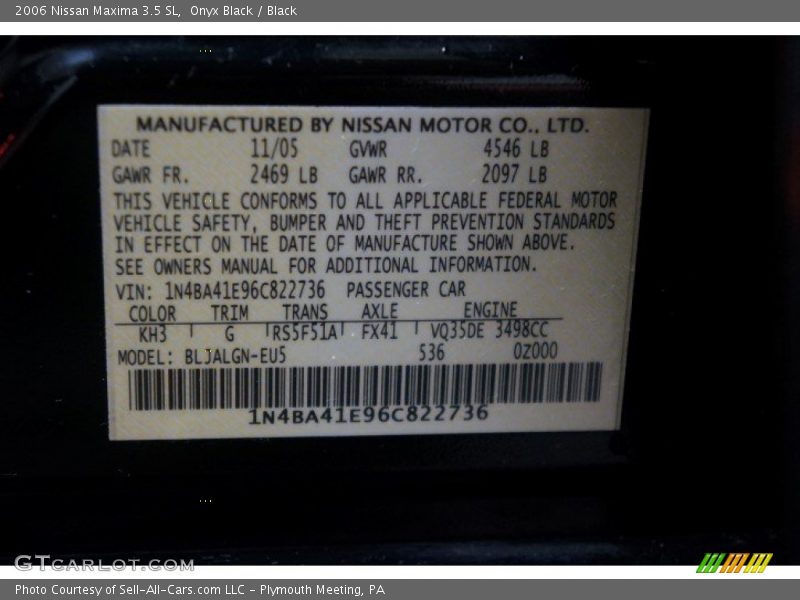 2006 Nissan Maxima 3.5 SL, Onyx Black / Black
MANUFACTURED BY NISSAN MOTOR CO., LTD.
DATE 11/05 GVWR 4546 LB
GAWR FR. 2469 LB GAWR RR. 2097 LB
THIS VEHICLE CONFORMS TO ALL APPLICABLE FEDERAL MOTOR
VEHICLE SAFETY, BUMPER AND THEFT PREVENTION STANDARDS
IN EFFECT ON THE DATE OF MANUFACTURE SHOWN ABOVE.
SEE OWNERS MANUAL FOR ADDITIONAL INFORMATION.
VIN: 1N4BA41E96C822736 PASSENGER CAR
COLOR TRIM TRANS AXLE ENGINE
KH3 G RS5F51A FX41 VQ35DE 3498CC
MODEL: BLJALGN-EU5 536 0Z000
1N4BA41E96C822736
GTcarlot.com
Photo Courtesy of Sell-All-Cars.com LLC - Plymouth Meeting, PA